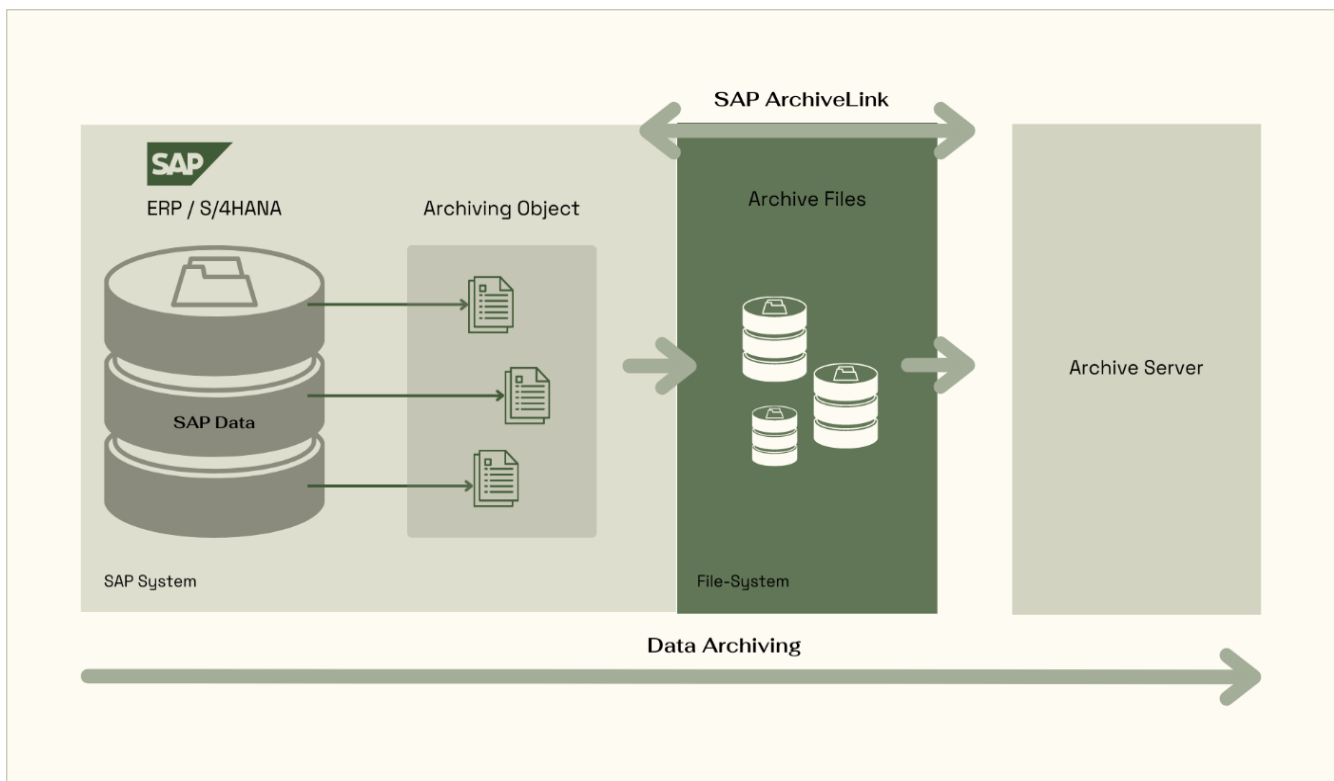 SAP ArchiveLink
SAP
ERP / S/4HANA
Archiving Object
Archive Files
Archive Server
SAP Data
SAP System
File-System
Data Archiving